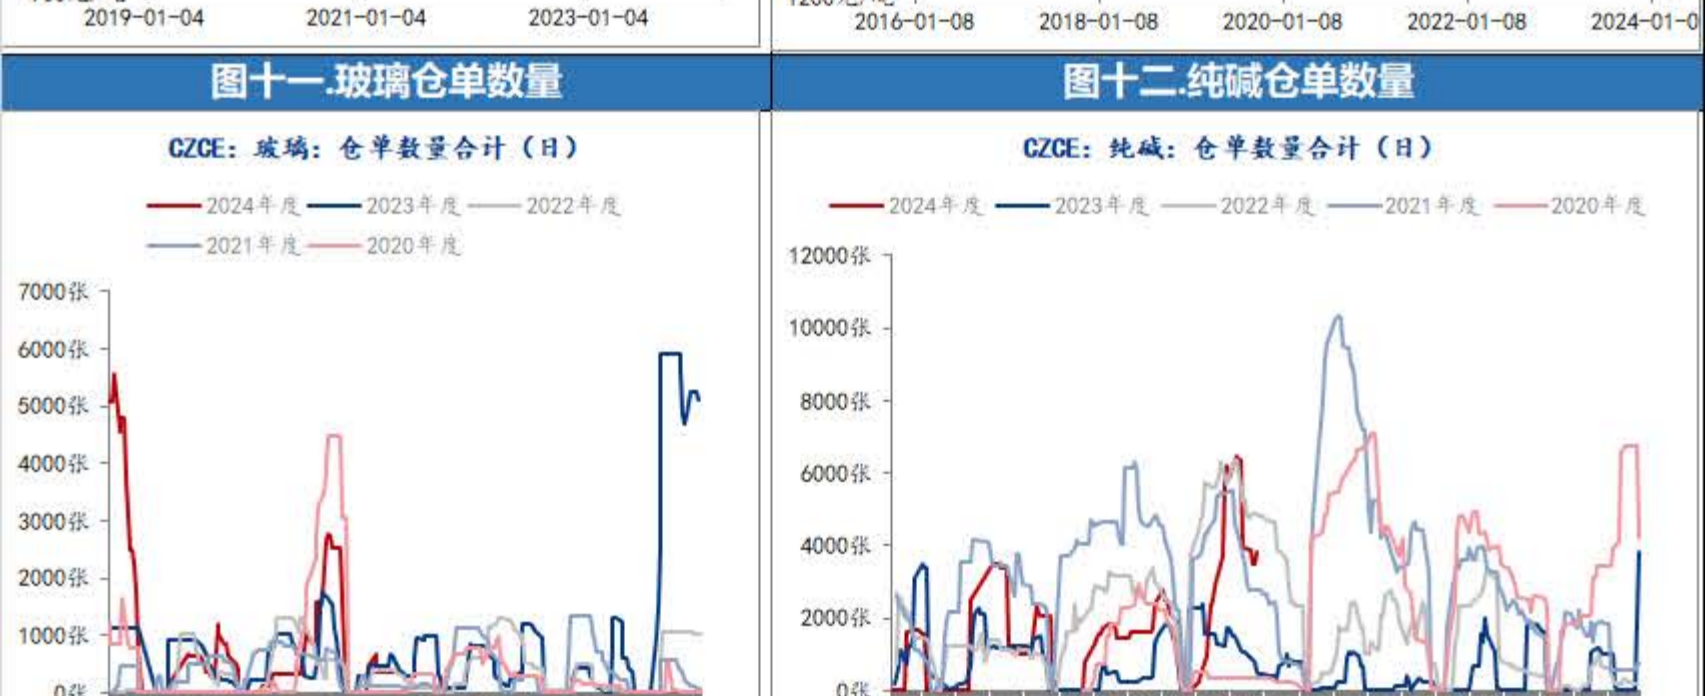 2019-01-04 2021-01-04 2023-01-04
2016-01-08 2018-01-08 2020-01-08 2022-01-08 2024-01-0
图十一.玻璃仓单数量
CZCE: 玻璃: 仓单数量合计（日）
2024年度 2023年度 2022年度
2021年度 2020年度
7000张
6000张
5000张
4000张
3000张
2000张
1000张
0张
图十二.纯碱仓单数量
CZCE: 纯碱: 仓单数量合计（日）
2024年度 2023年度 2022年度 2021年度 2020年度
12000张
10000张
8000张
6000张
4000张
2000张
0张